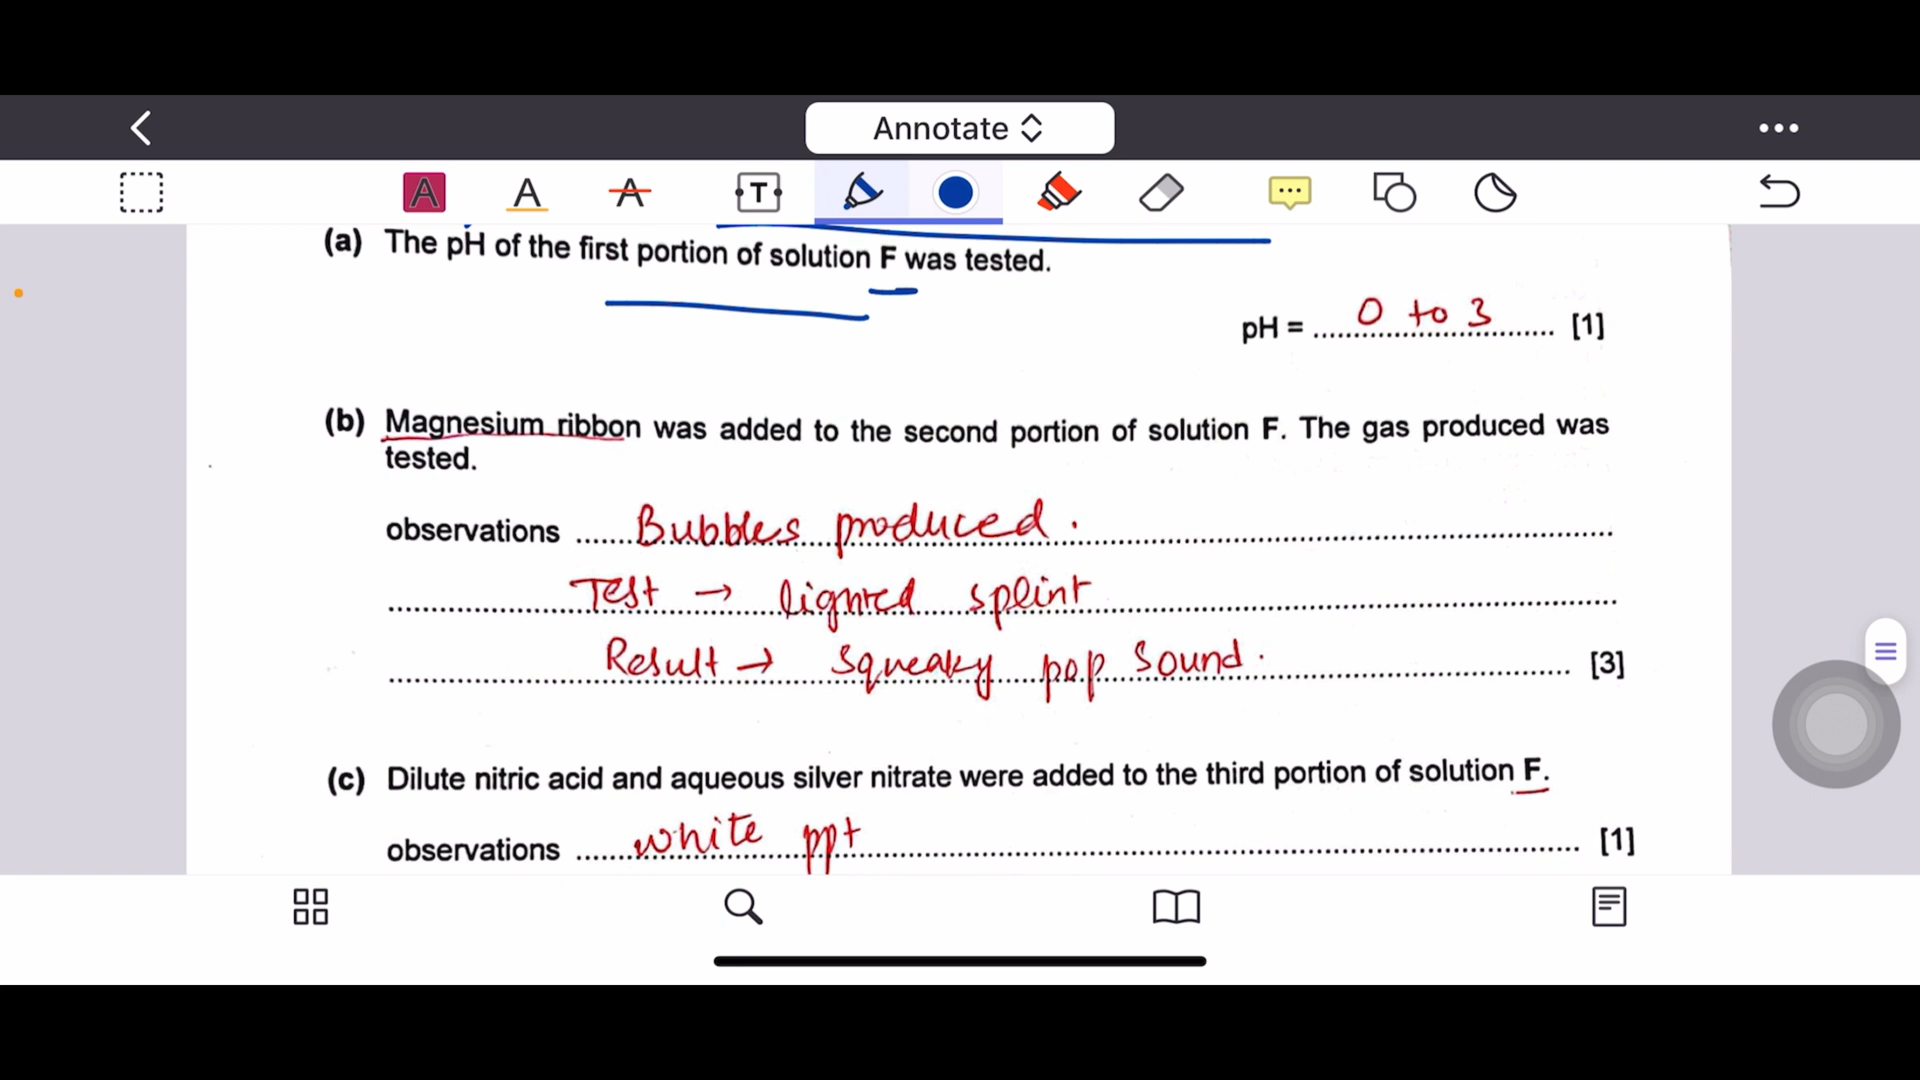 Annotate
(a) The pH of the first portion of solution F was tested.
pH = .......... 0 to 3 .......... [1]
(b) Magnesium ribbon was added to the second portion of solution F. The gas produced was
tested.
observations .......... Bubbles produced. ..........
Test → lighted splint
Result → Squeaky pop sound. .......... [3]
(c) Dilute nitric acid and aqueous silver nitrate were added to the third portion of solution F.
observations .......... white ppt .......... [1]